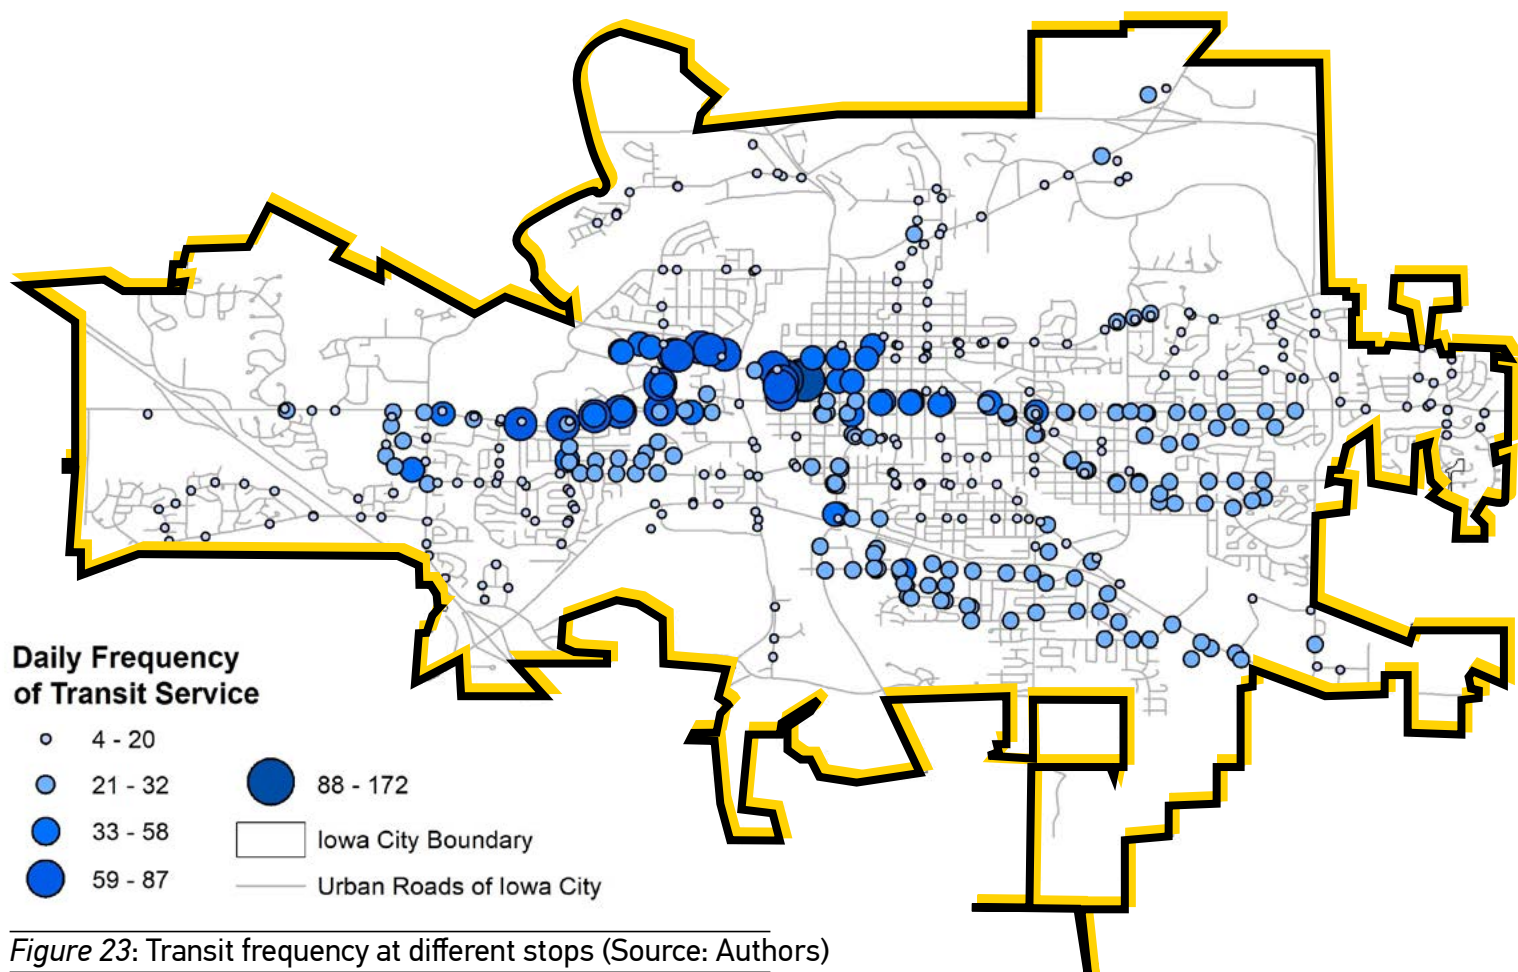 Daily Frequency
of Transit Service
4 - 20
21 - 32
33 - 58
59 - 87
88 - 172
Iowa City Boundary
Urban Roads of Iowa City
Figure 23: Transit frequency at different stops (Source: Authors)